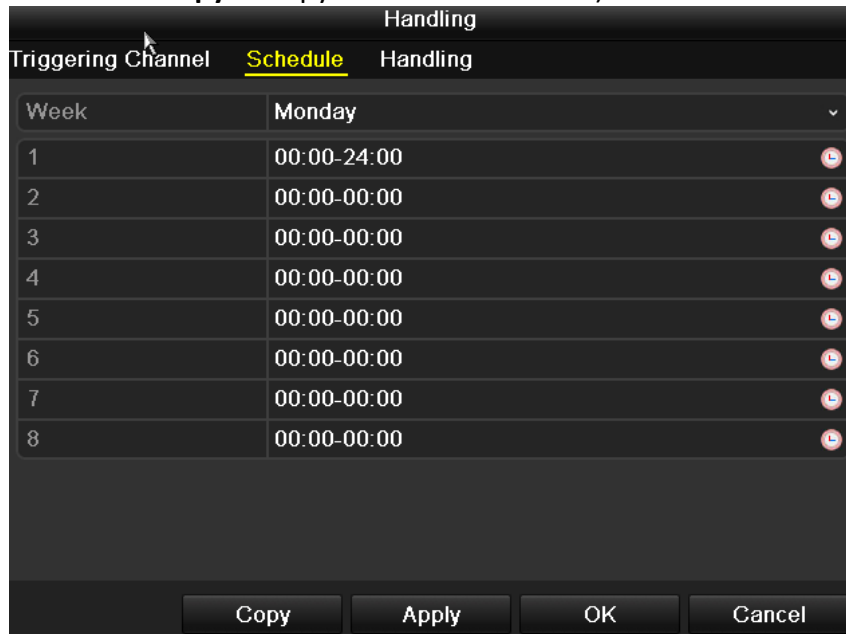 Handling
Triggering Channel Schedule Handling
Week Monday
1 00:00-24:00
2 00:00-00:00
3 00:00-00:00
4 00:00-00:00
5 00:00-00:00
6 00:00-00:00
7 00:00-00:00
8 00:00-00:00
Copy Apply OK Cancel